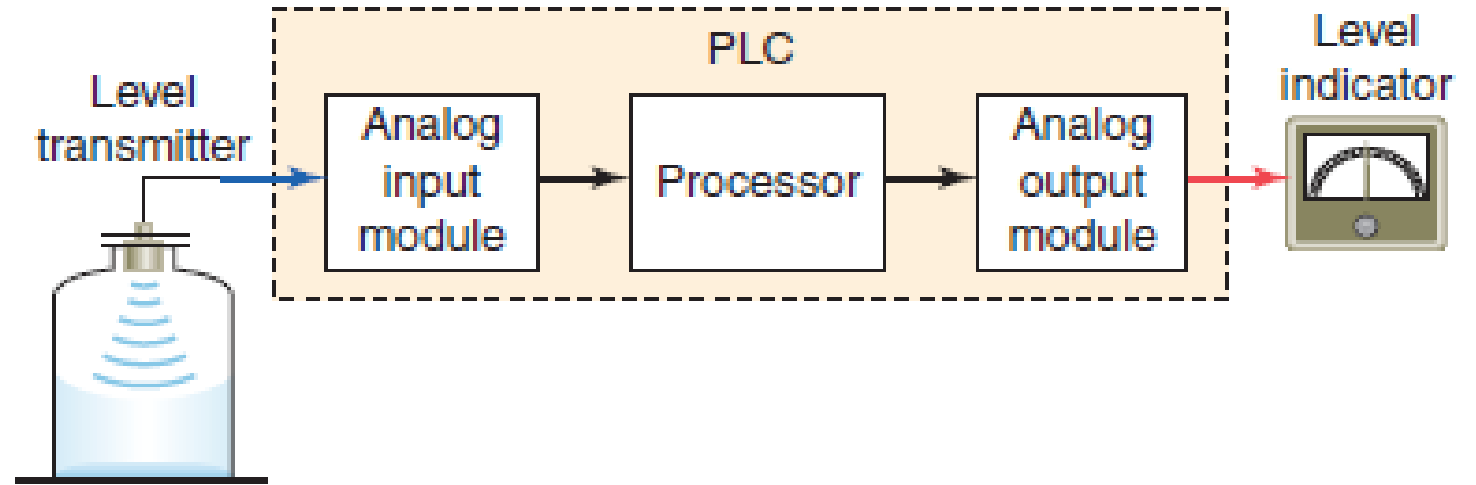 PLC
Level
transmitter
Analog
input
module
Processor
Analog
output
module
Level
indicator